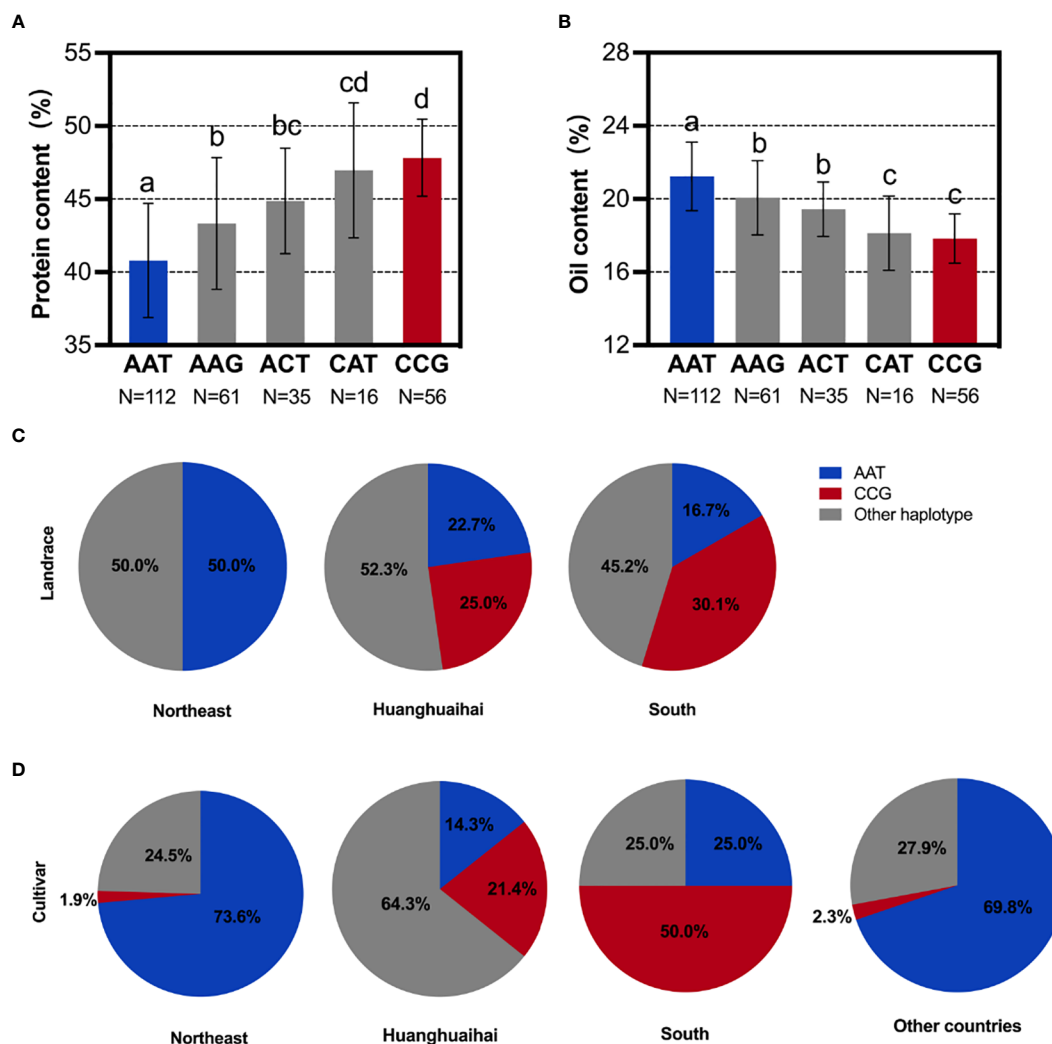 A
B
Protein content (%)
55
50
45
40
35
a
b
bc
cd
d
AAT AAG ACT CAT CCG
N=112 N=61 N=35 N=16 N=56
Oil content (%)
28
24
20
16
12
a
b
b
c
c
AAT AAG ACT CAT CCG
N=112 N=61 N=35 N=16 N=56
C
Landrace
50.0% 50.0%
Northeast
22.7%
52.3%
25.0%
Huanghuaihai
16.7%
45.2%
30.1%
South
AAT
CCG
Other haplotype
D
Cultivar
24.5%
1.9%
73.6%
Northeast
14.3%
21.4%
64.3%
Huanghuaihai
25.0% 25.0%
50.0%
South
27.9%
2.3%
69.8%
Other countries